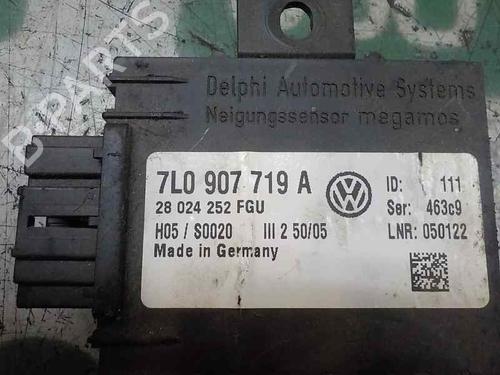 B-PARTS
Delphi Automotive Systems
Neigungssensor megamos
7L0 907 719 A
28 024 252 FGU
H05 / S0020 III 2 50/05
Made in Germany
ID: 111
Ser: 463c9
LNR: 050122